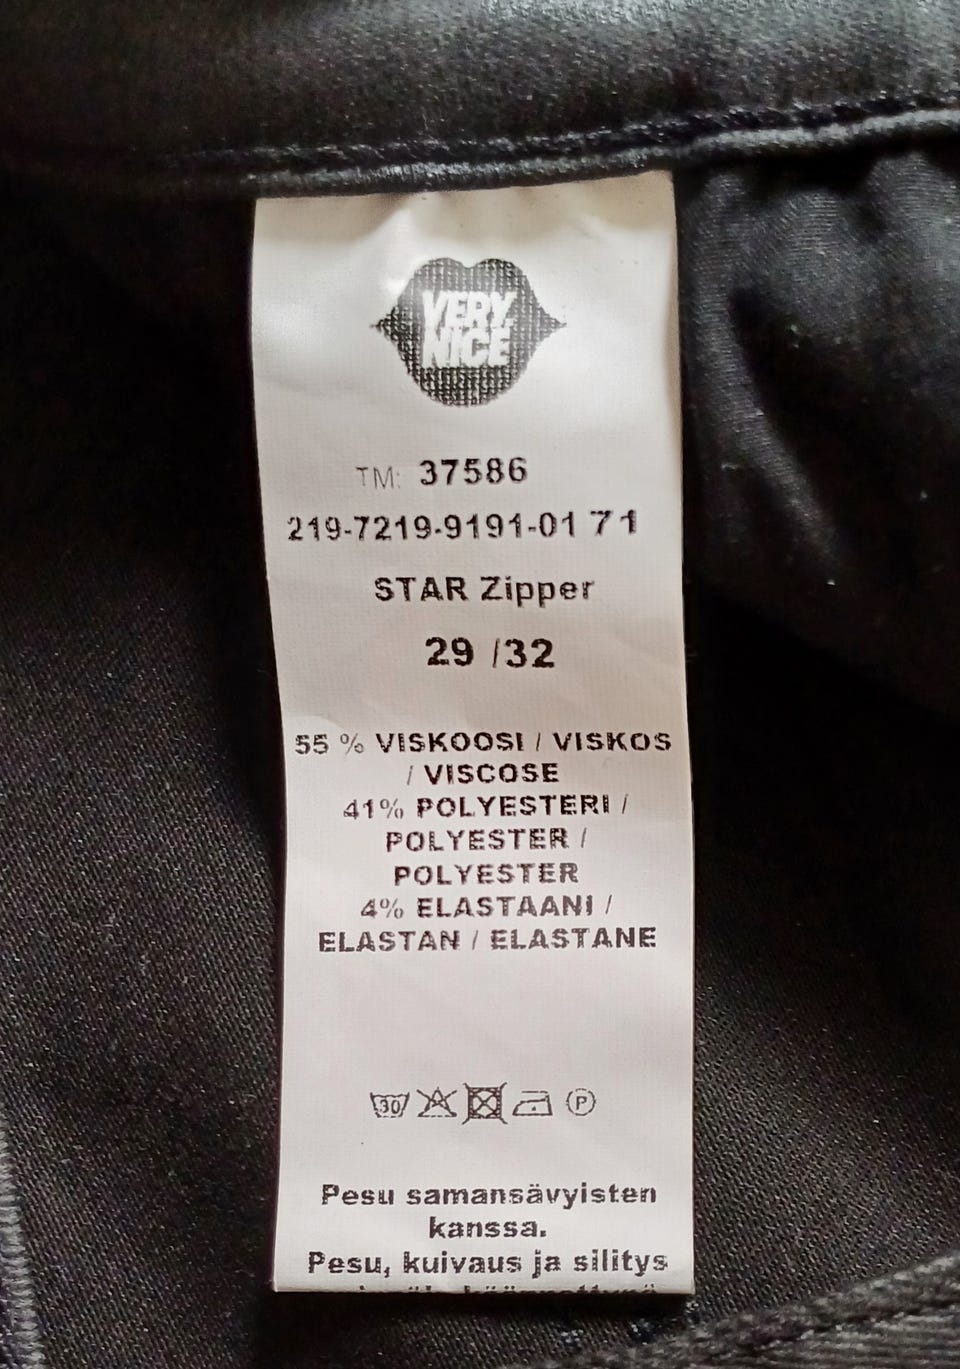 VERY
NICE
TM: 37586
219-7219-9191-01 71
STAR Zipper
29 /32
55 % VISKOOSI / VISKOS
/ VISCOSE
41% POLYESTERI /
POLYESTER /
POLYESTER
4% ELASTAANI /
ELASTAN / ELASTANE
30
P
Pesu samansävyisten
kanssa.
Pesu, kuivaus ja silitys